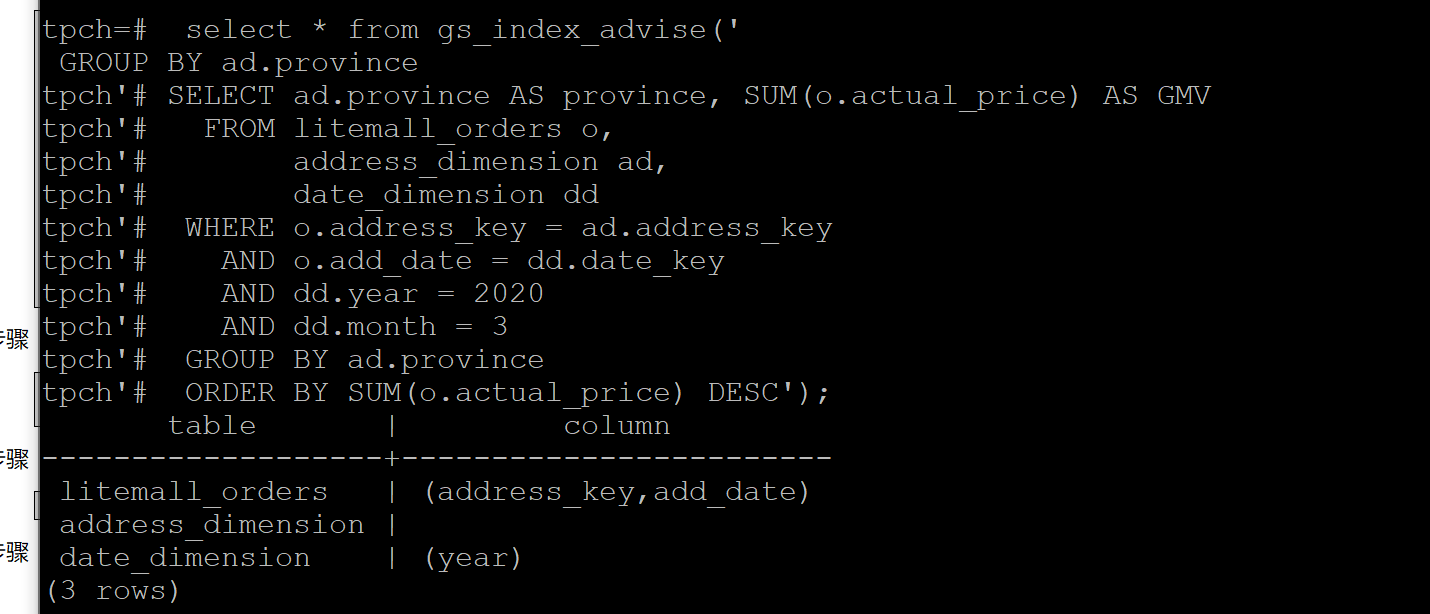 tpch=#  select * from gs_index_advise('
 GROUP BY ad.province
tpch'# SELECT ad.province AS province, SUM(o.actual_price) AS GMV
tpch'#   FROM litemall_orders o,
tpch'#        address_dimension ad,
tpch'#        date_dimension dd
tpch'#  WHERE o.address_key = ad.address_key
tpch'#    AND o.add_date = dd.date_key
tpch'#    AND dd.year = 2020
tpch'#    AND dd.month = 3
tpch'#  GROUP BY ad.province
tpch'#  ORDER BY SUM(o.actual_price) DESC');
       table       |         column
-------------------+------------------------
 litemall_orders   | (address_key,add_date)
 address_dimension |
 date_dimension    | (year)
(3 rows)
骤
骤
骤